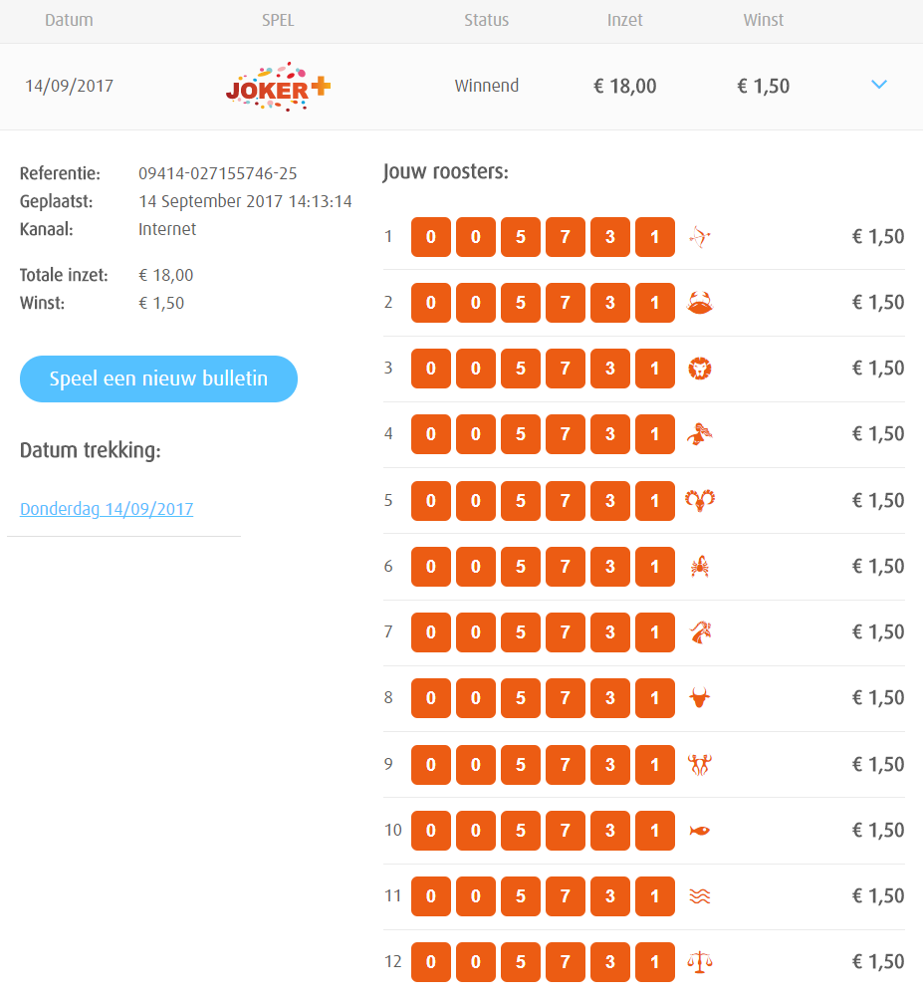 Datum SPEL Status Inzet Winst
14/09/2017 JOKER+ Winnend € 18,00 € 1,50
Referentie: 09414-027155746-25
Geplaatst: 14 September 2017 14:13:14
Kanaal: Internet
Totale inzet: € 18,00
Winst: € 1,50
Speel een nieuw bulletin
Datum trekking:
Donderdag 14/09/2017
Jouw roosters:
1 0 0 5 7 3 1 € 1,50
2 0 0 5 7 3 1 € 1,50
3 0 0 5 7 3 1 € 1,50
4 0 0 5 7 3 1 € 1,50
5 0 0 5 7 3 1 € 1,50
6 0 0 5 7 3 1 € 1,50
7 0 0 5 7 3 1 € 1,50
8 0 0 5 7 3 1 € 1,50
9 0 0 5 7 3 1 € 1,50
10 0 0 5 7 3 1 € 1,50
11 0 0 5 7 3 1 € 1,50
12 0 0 5 7 3 1 € 1,50